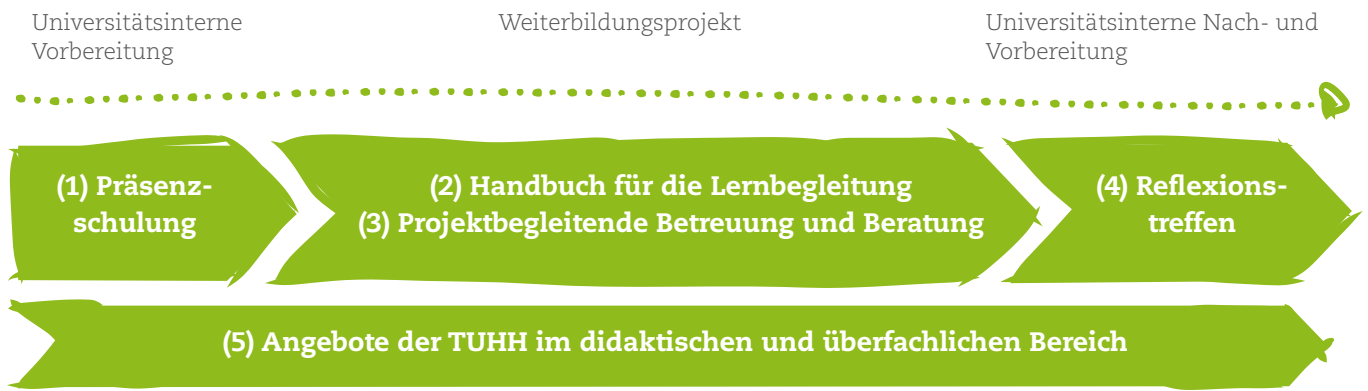 Universitätsinterne
Vorbereitung
Weiterbildungsprojekt
Universitätsinterne Nach- und
Vorbereitung
(1) Präsenz-
schulung
(2) Handbuch für die Lernbegleitung
(3) Projektbegleitende Betreuung und Beratung
(4) Reflexions-
treffen
(5) Angebote der TUHH im didaktischen und überfachlichen Bereich